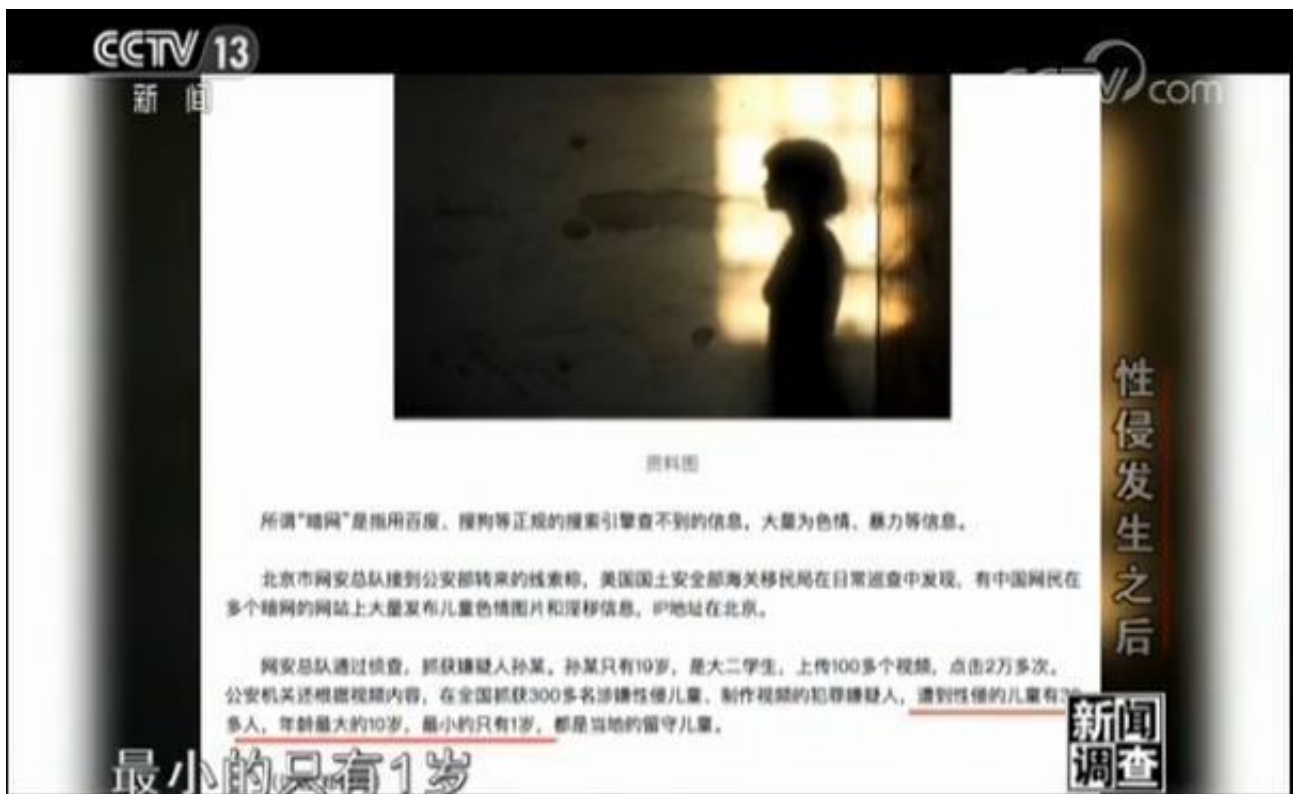 CCTV 13
新 闻
CCTV.com
资料图
所谓“暗网”是指用百度、搜狗等正规的搜索引擎查不到的信息，大量为色情、暴力等信息。
北京市网安总队接到公安部转来的线索称，美国国土安全部海关移民局在日常巡查中发现，有中国网民在
多个暗网的网站上大量发布儿童色情图片和淫秽信息，IP地址在北京。
网安总队通过侦查，抓获嫌疑人孙某。孙某只有19岁，是大二学生，上传100多个视频，点击2万多次。
公安机关还根据视频内容，在全国抓获300多名涉嫌性侵儿童、制作视频的犯罪嫌疑人，遭到性侵的儿童有
多人，年龄最大的10岁，最小的只有1岁，都是当地的留守儿童。
性侵发生之后
新闻
调查
最小的只有1岁